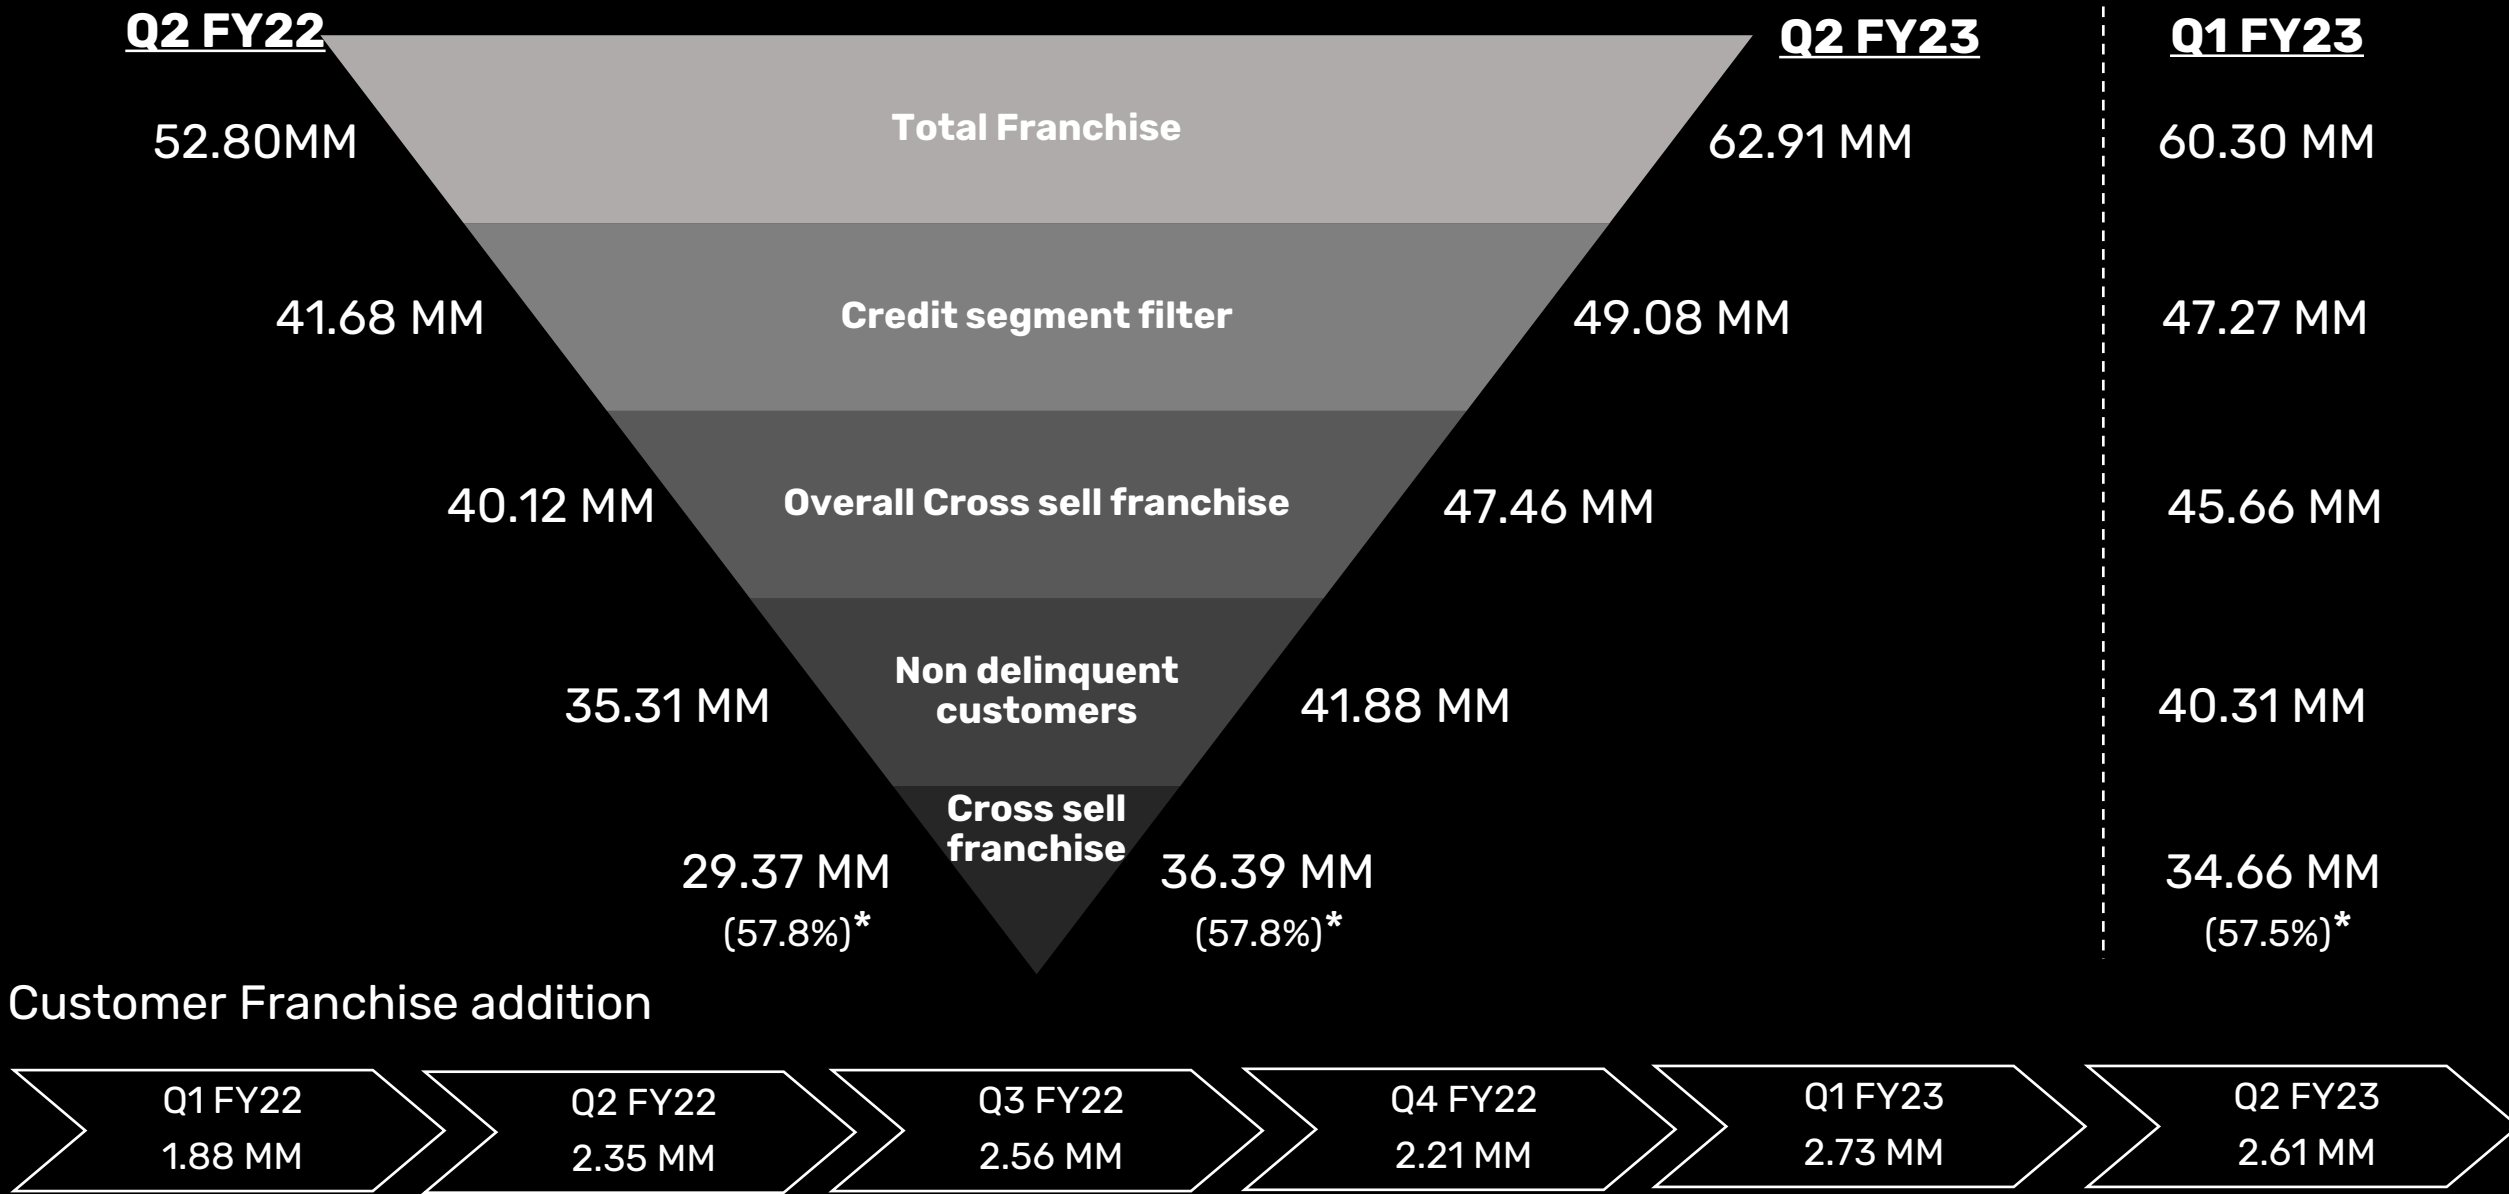 Q2 FY22
Q2 FY23
Q1 FY23
52.80MM
Total Franchise
62.91 MM
60.30 MM
41.68 MM
Credit segment filter
49.08 MM
47.27 MM
40.12 MM
Overall Cross sell franchise
47.46 MM
45.66 MM
35.31 MM
Non delinquent
customers
41.88 MM
40.31 MM
29.37 MM
(57.8%)*
Cross sell
franchise
36.39 MM
(57.8%)*
34.66 MM
(57.5%)*
Customer Franchise addition
Q1 FY22
1.88 MM
Q2 FY22
2.35 MM
Q3 FY22
2.56 MM
Q4 FY22
2.21 MM
Q1 FY23
2.73 MM
Q2 FY23
2.61 MM